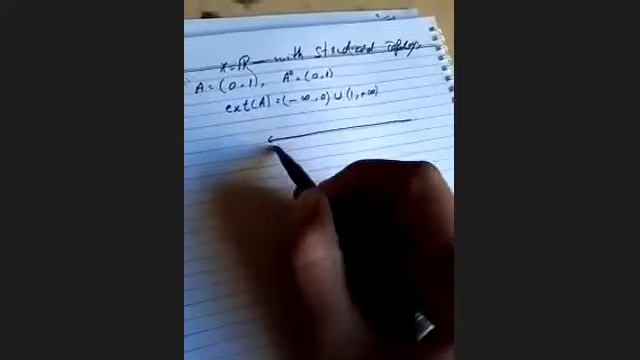 X=ℝ with standard topology
A=(0,1), A°=(0,1)
ext(A)=(-∞,0)∪(1,+∞)